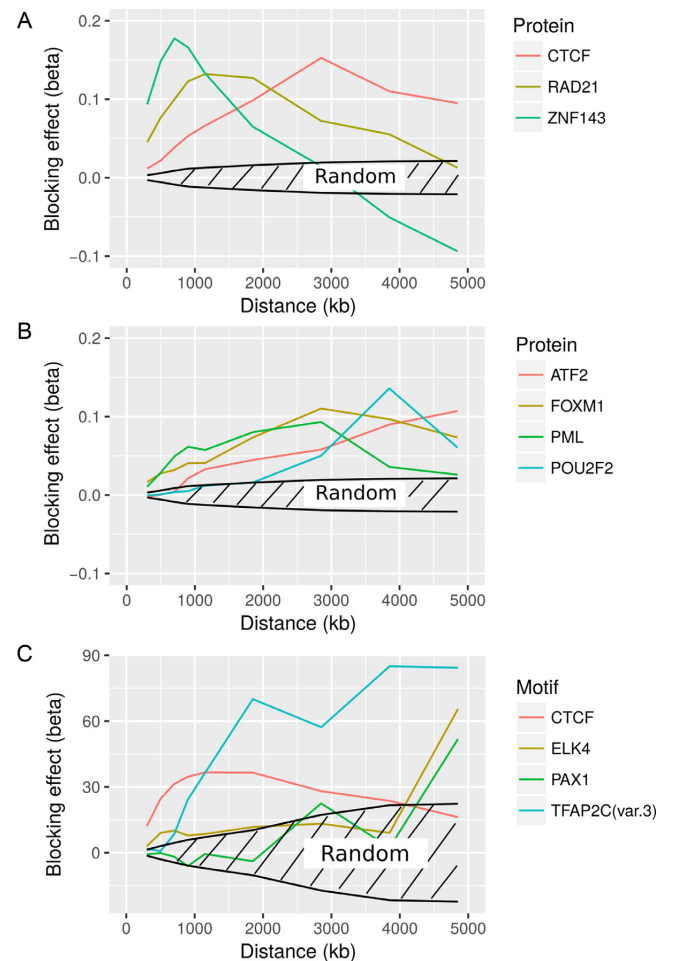 A
0.2
0.1
0.0
−0.1
Blocking effect (beta)
Random
0 1000 2000 3000 4000 5000
Distance (kb)
Protein
CTCF
RAD21
ZNF143
B
0.2
0.1
0.0
−0.1
Blocking effect (beta)
Random
0 1000 2000 3000 4000 5000
Distance (kb)
Protein
ATF2
FOXM1
PML
POU2F2
C
90
60
30
0
Blocking effect (beta)
Random
0 1000 2000 3000 4000 5000
Distance (kb)
Motif
CTCF
ELK4
PAX1
TFAP2C(var.3)